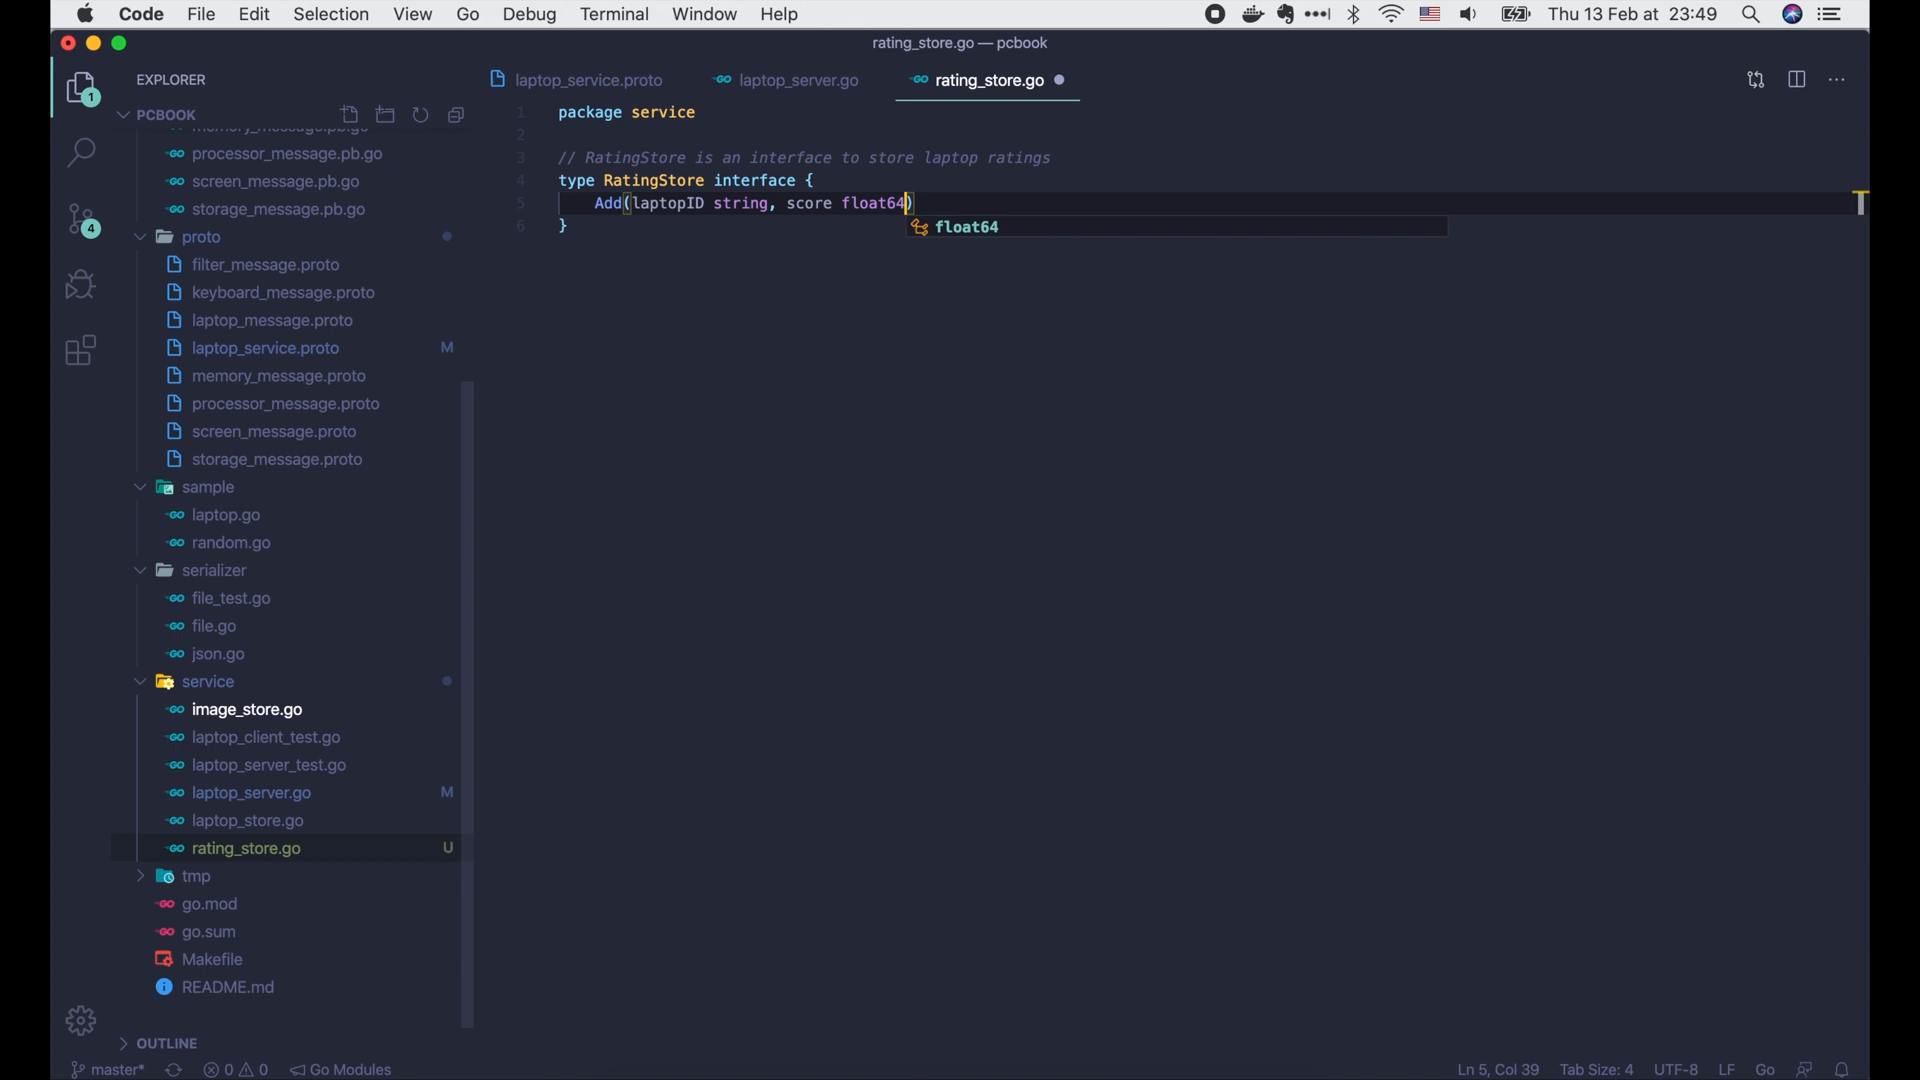 Code File Edit Selection View Go Debug Terminal Window Help
Thu 13 Feb at 23:49
rating_store.go — pcbook
EXPLORER
laptop_service.proto laptop_server.go rating_store.go
PCBOOK
memory_message.pb.go
processor_message.pb.go
screen_message.pb.go
storage_message.pb.go
proto
filter_message.proto
keyboard_message.proto
laptop_message.proto
laptop_service.proto M
memory_message.proto
processor_message.proto
screen_message.proto
storage_message.proto
sample
laptop.go
random.go
serializer
file_test.go
file.go
json.go
service
image_store.go
laptop_client_test.go
laptop_server_test.go
laptop_server.go M
laptop_store.go
rating_store.go U
tmp
go.mod
go.sum
Makefile
README.md
OUTLINE
1
4
1 package service
2
3 // RatingStore is an interface to store laptop ratings
4 type RatingStore interface {
5 Add(laptopID string, score float64)
6 }
float64
master* 0 0 Go Modules
Ln 5, Col 39 Tab Size: 4 UTF-8 LF Go